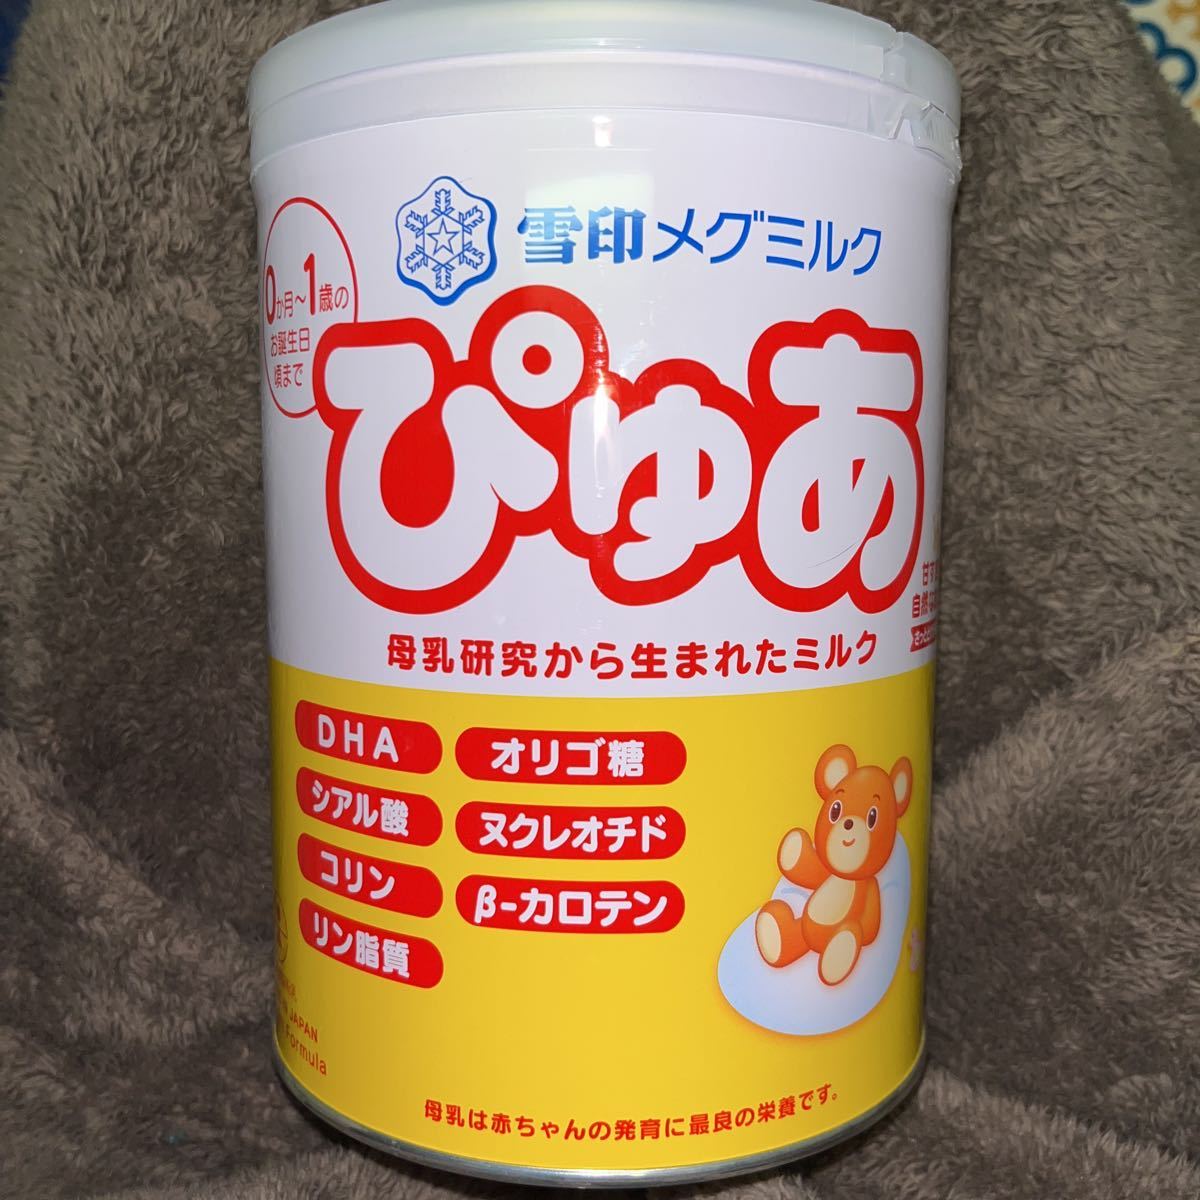 雪印メグミルク
0か月～1歳の
お誕生日
頃まで
ぴゅあ
自然な
母乳研究から生まれたミルク
DHA
オリゴ糖
シアル酸
ヌクレオチド
コリン
β-カロテン
リン脂質
JAPAN
Formula
母乳は赤ちゃんの発育に最良の栄養です。